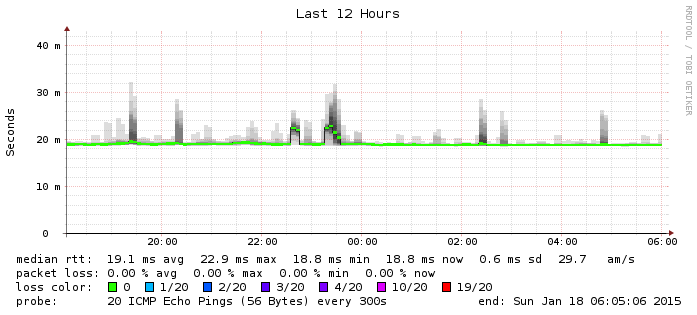 Last 12 Hours
RRDTOOL / TOBI OETIKER
Seconds
40 m
30 m
20 m
10 m
0
20:00 22:00 00:00 02:00 04:00 06:00
median rtt: 19.1 ms avg 22.9 ms max 18.8 ms min 18.8 ms now 0.6 ms sd 29.7 am/s
packet loss: 0.00 % avg 0.00 % max 0.00 % min 0.00 % now
loss color: 0 1/20 2/20 3/20 4/20 10/20 19/20
probe: 20 ICMP Echo Pings (56 Bytes) every 300s end: Sun Jan 18 06:05:06 2015